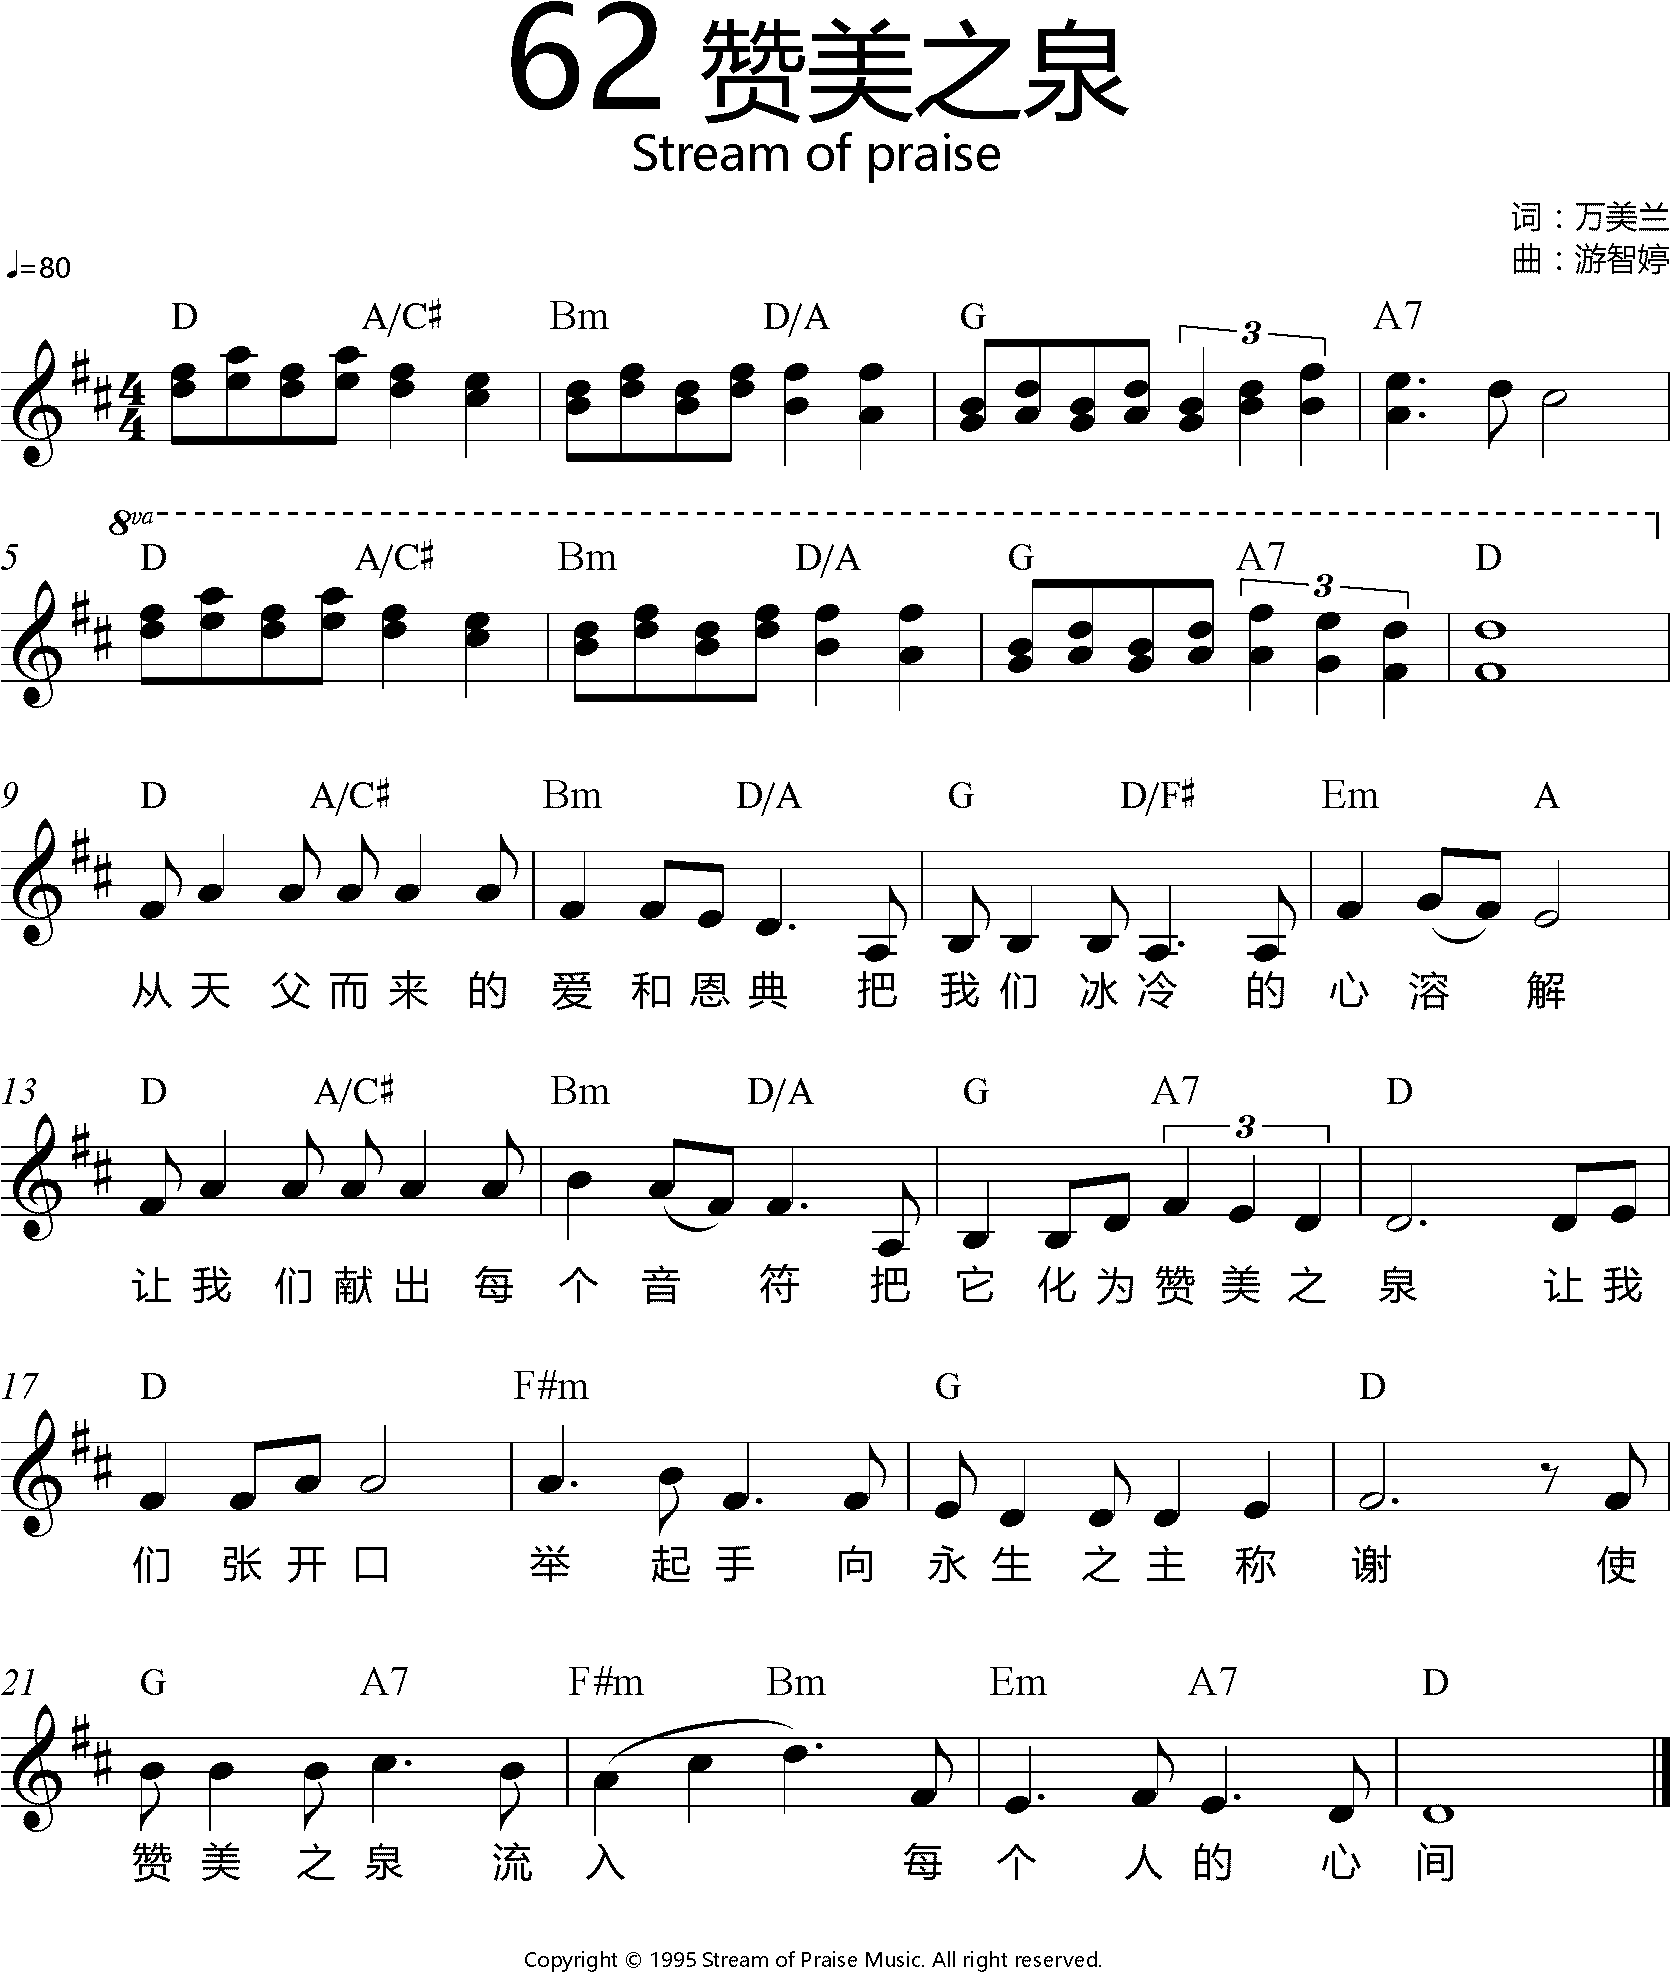 62 赞美之泉
Stream of praise
词：万美兰
曲：游智婷
♩=80
D A/C♯ Bm D/A G 3 A7
8va
5 D A/C♯ Bm D/A G A7 3 D
9 D A/C♯ Bm D/A G D/F♯ Em A
从天父而来的爱和恩典把我们冰冷的心溶解
13 D A/C♯ Bm D/A G A7 3 D
让我们献出每个音符把它化为赞美之泉让我
17 D F#m G D
们张开口举起手向永生之主称谢使
21 G A7 F#m Bm Em A7 D
赞美之泉流入每个人的心间
Copyright © 1995 Stream of Praise Music. All right reserved.